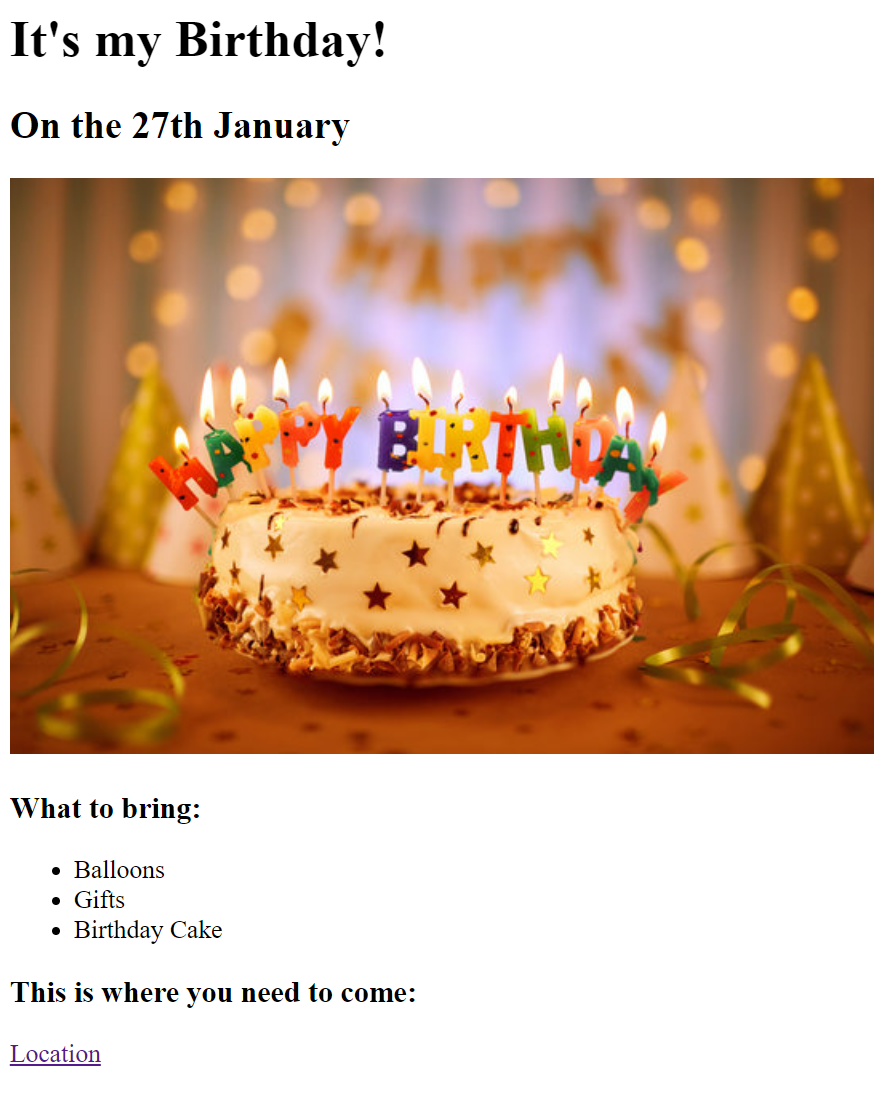 It's my Birthday!
On the 27th January
HAPPY
HAPPY BIRTHDAY
What to bring:
Balloons
Gifts
Birthday Cake
This is where you need to come:
Location